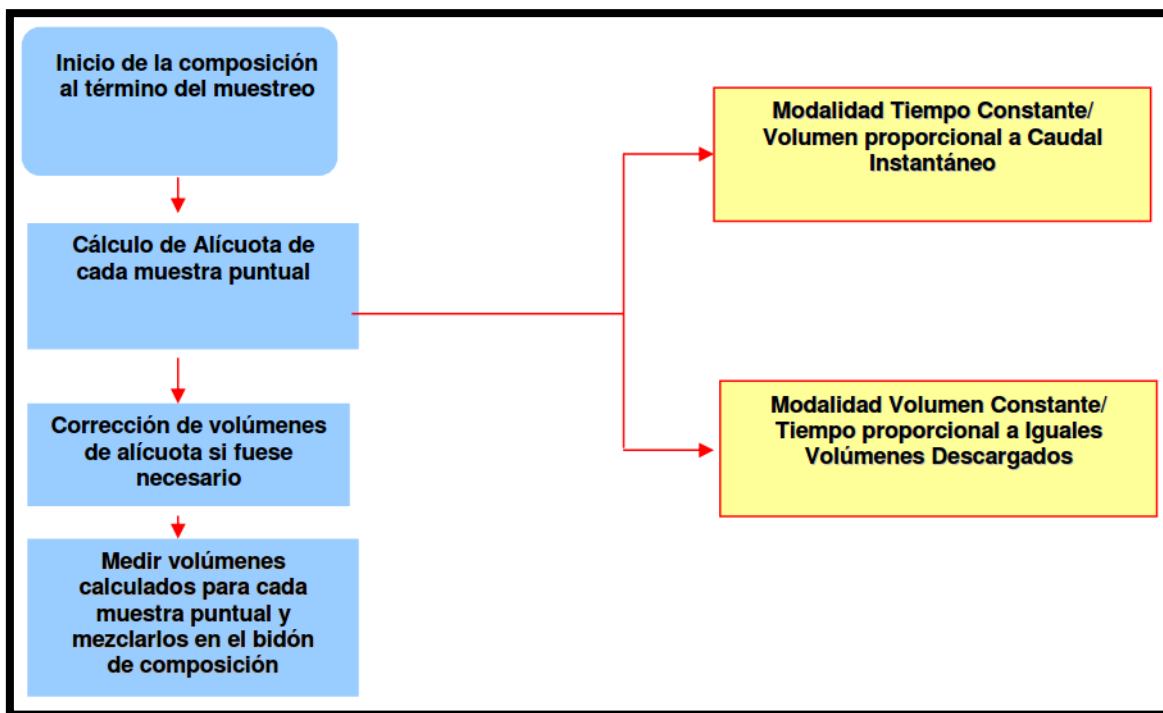 Inicio de la composición
al término del muestreo
Cálculo de Alícuota de
cada muestra puntual
Corrección de volúmenes
de alícuota si fuese
necesario
Medir volúmenes
calculados para cada
muestra puntual y
mezclarlos en el bidón
de composición
Modalidad Tiempo Constante/
Volumen proporcional a Caudal
Instantáneo
Modalidad Volumen Constante/
Tiempo proporcional a Iguales
Volúmenes Descargados